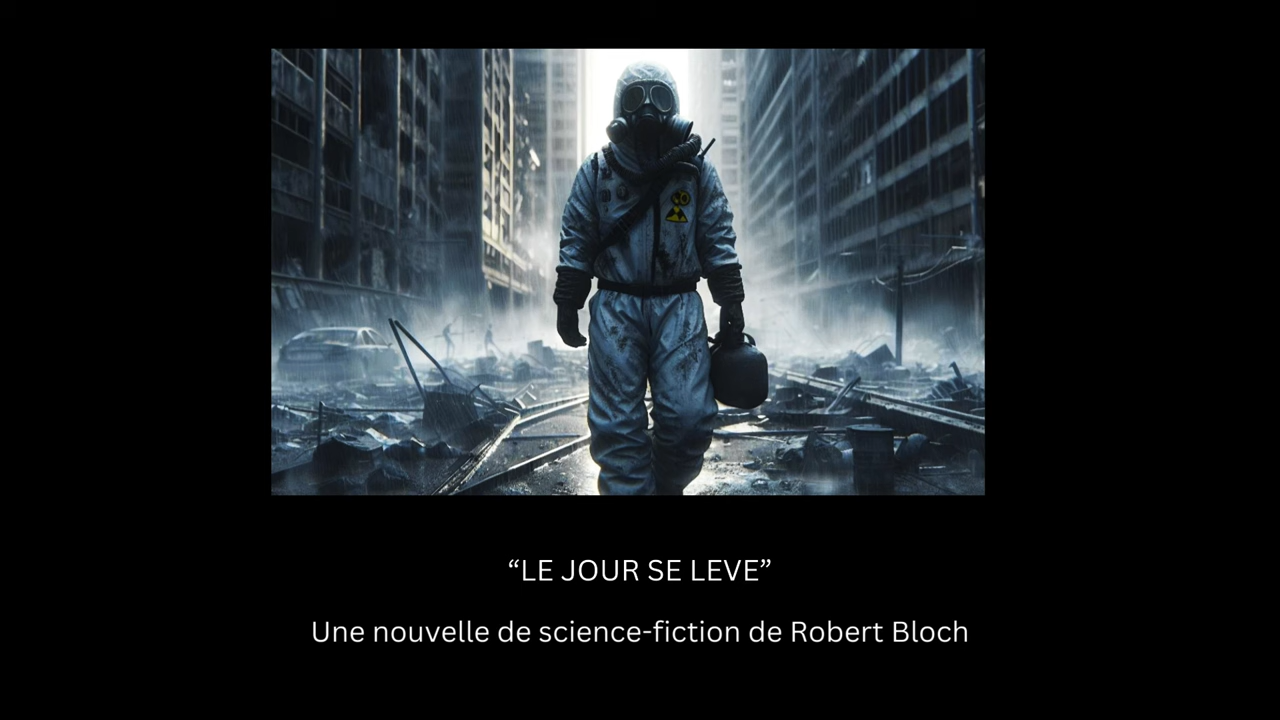 “LE JOUR SE LEVE”
Une nouvelle de science-fiction de Robert Bloch